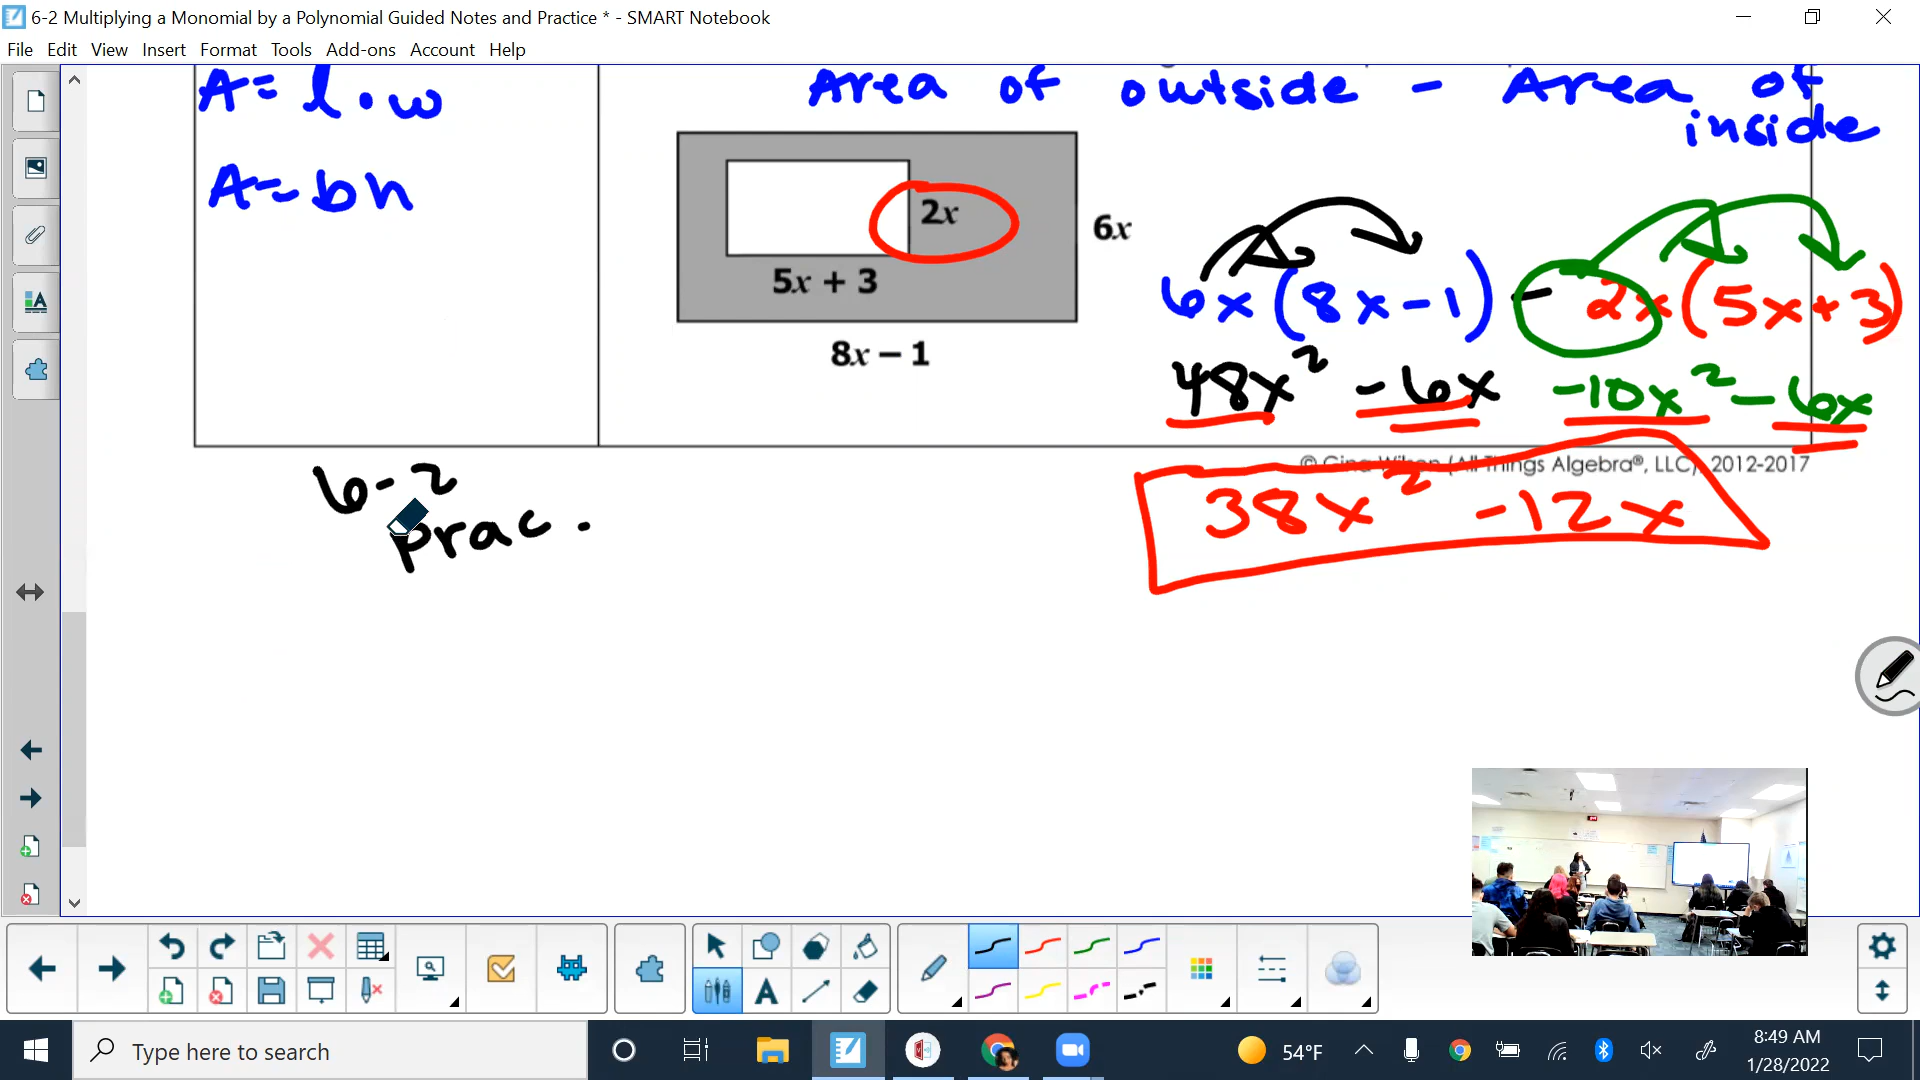 6-2 Multiplying a Monomial by a Polynomial Guided Notes and Practice * - SMART Notebook
File Edit View Insert Format Tools Add-ons Account Help
A = l • w
Area of outside - Area of inside
A = bh
2x
6x
5x + 3
8x – 1
6x(8x-1) - 2x(5x+3)
48x² -6x -10x² -6x
© Gina Wilson (All Things Algebra®, LLC), 2012-2017
38x² -12x
6-2
prac.
Type here to search
54°F
8:49 AM
1/28/2022